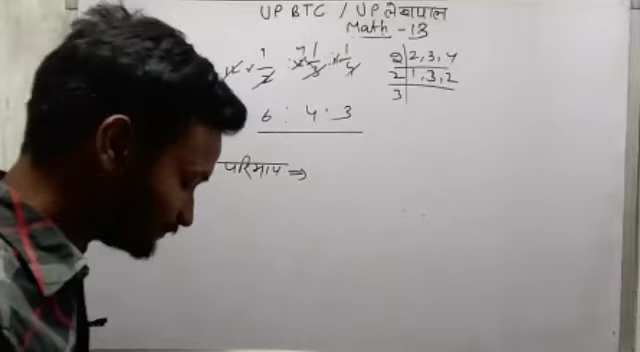 UP BTC / UP लेखपाल
Math - 13
1/2 : 1/3 : 1/4
2 | 2, 3, 4
2 | 1, 3, 2
3 |
6 : 4 : 3
परिमाप ⇒